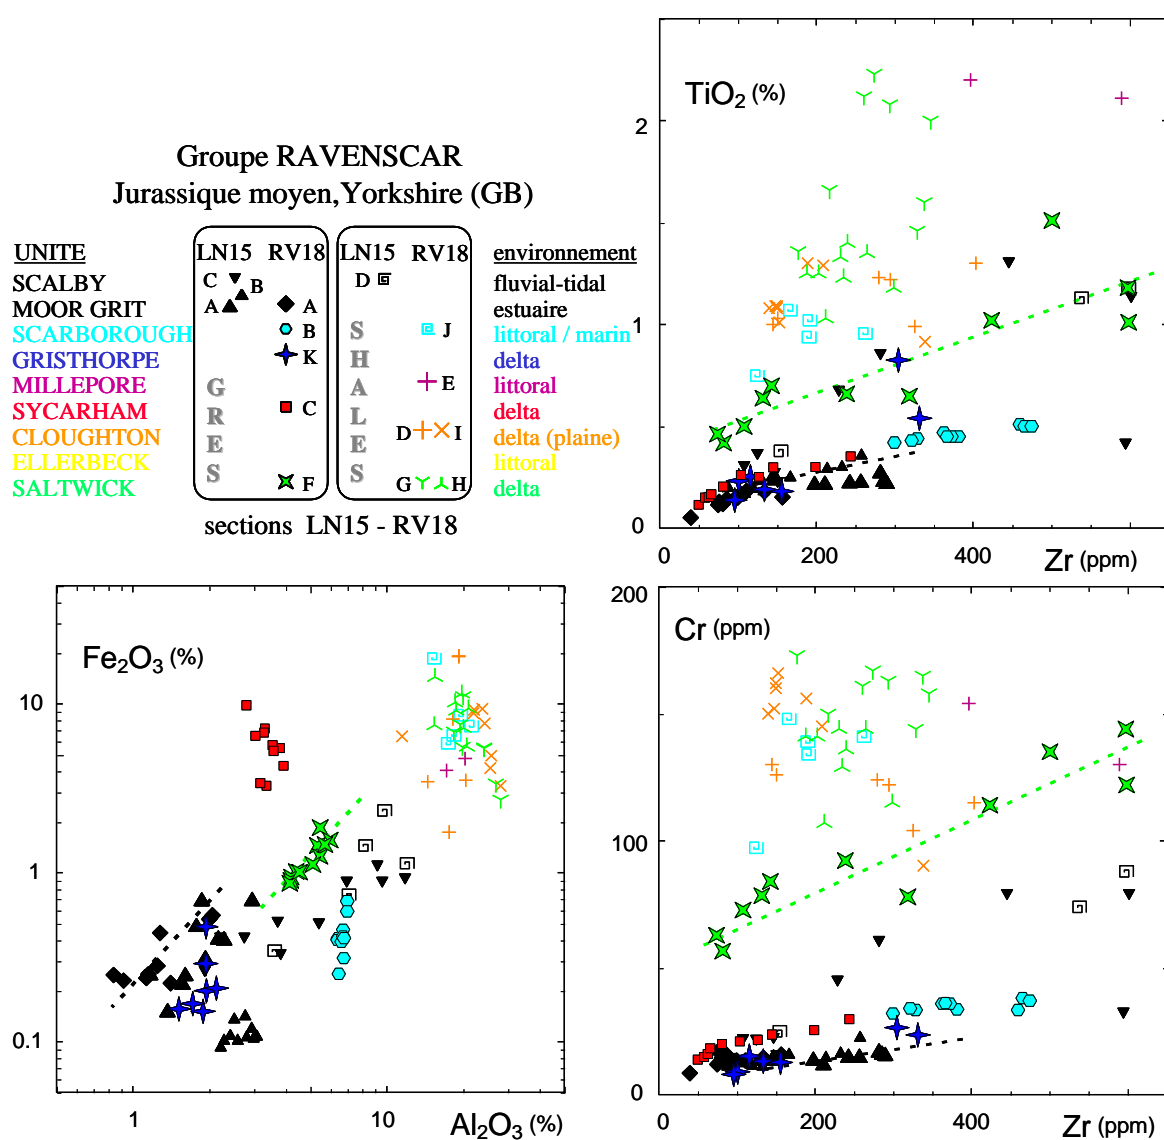 Groupe RAVENSCAR
Jurassique moyen,Yorkshire (GB)
UNITE LN15 RV18 LN15 RV18 environnement
SCALBY C B D fluvial-tidal
MOOR GRIT A A estuaire
SCARBOROUGH B S J littoral / marin
GRISTHORPE K H delta
MILLEPORE G A E littoral
SYCARHAM R C L delta
CLOUGHTON E E D I delta (plaine)
ELLERBECK S S littoral
SALTWICK F G H delta
sections LN15 - RV18
TiO2 (%)
2
1
0
0 200 400 Zr (ppm)
Fe2O3 (%)
10
1
0.1
1 10 Al2O3 (%)
200
Cr (ppm)
100
0
0 200 400 Zr (ppm)